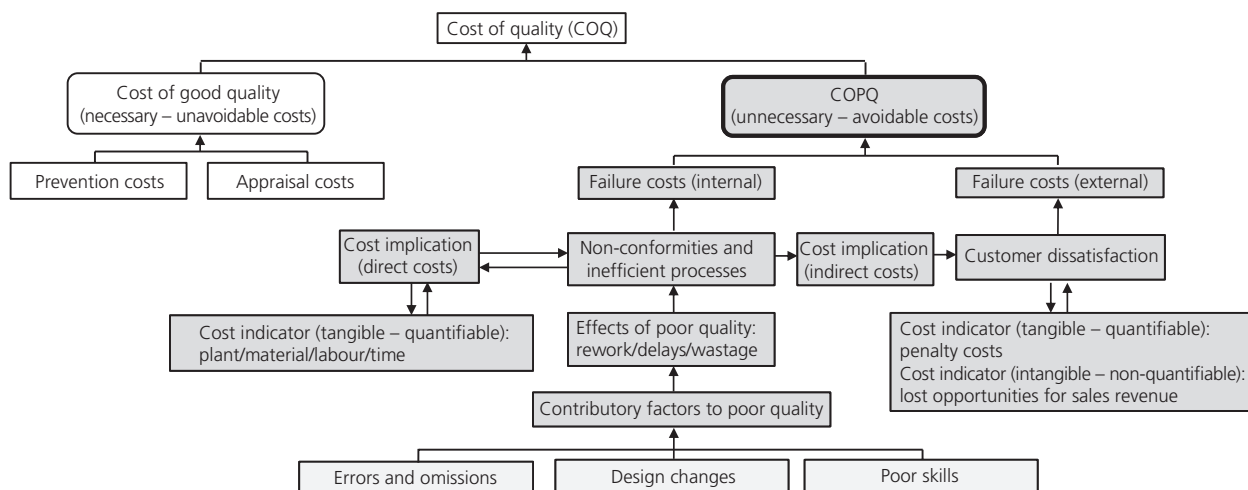 Cost of quality (COQ)
Cost of good quality
(necessary – unavoidable costs)
COPQ
(unnecessary – avoidable costs)
Prevention costs
Appraisal costs
Failure costs (internal)
Failure costs (external)
Cost implication
(direct costs)
Non-conformities and
inefficient processes
Cost implication
(indirect costs)
Customer dissatisfaction
Cost indicator (tangible – quantifiable):
plant/material/labour/time
Effects of poor quality:
rework/delays/wastage
Cost indicator (tangible – quantifiable):
penalty costs
Cost indicator (intangible – non-quantifiable):
lost opportunities for sales revenue
Contributory factors to poor quality
Errors and omissions
Design changes
Poor skills